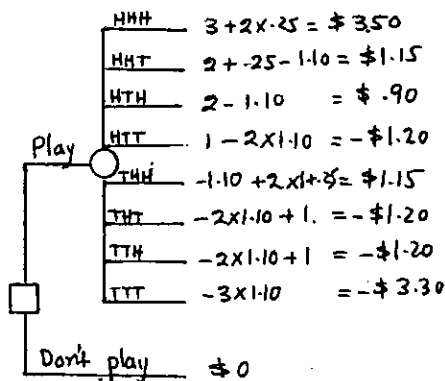 HHH 3 + 2 x .25 = $ 3.50
HHT 2 + .25 - 1.10 = $1.15
HTH 2 - 1.10 = $ .90
HTT 1 - 2x1.10 = -$1.20
Play
THH -1.10 + 2x1+.25 = $1.15
THT -2x1.10 + 1. = -$1.20
TTH -2x1.10 + 1 = -$1.20
TTT -3x1.10 = -$ 3.30
Don't play $ 0